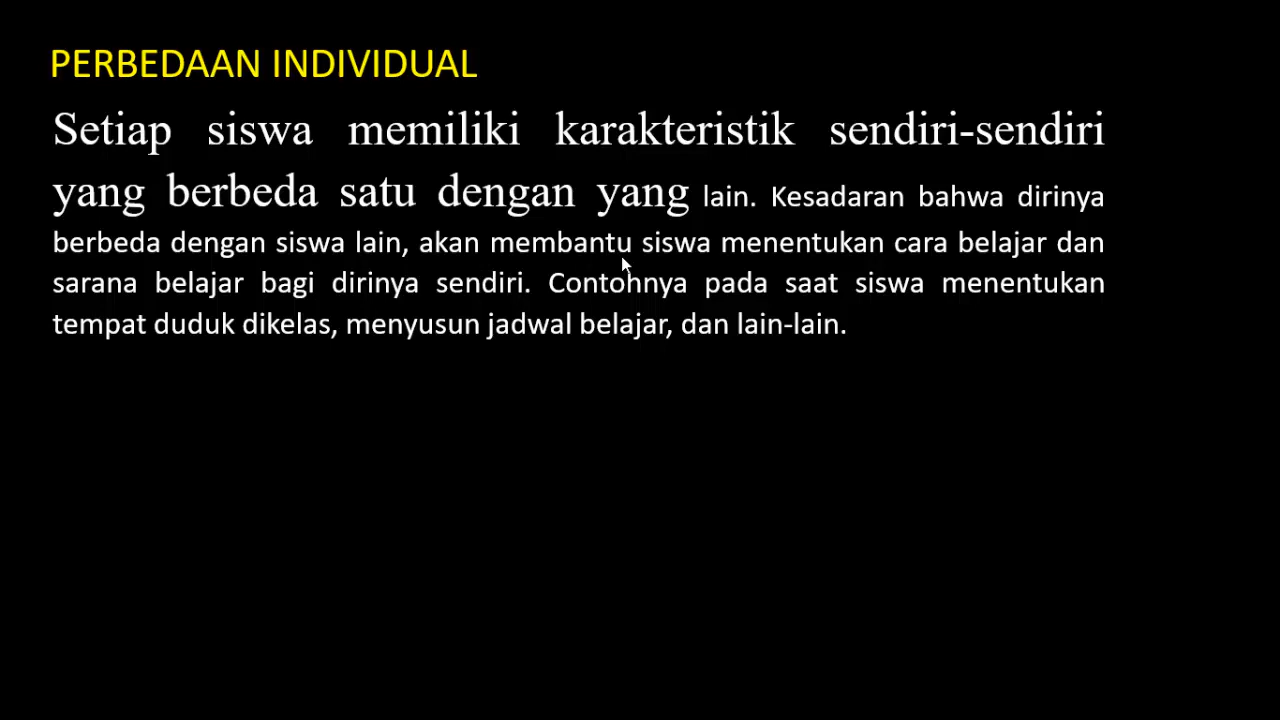 PERBEDAAN INDIVIDUAL
Setiap siswa memiliki karakteristik sendiri-sendiri
yang berbeda satu dengan yang lain. Kesadaran bahwa dirinya
berbeda dengan siswa lain, akan membantu siswa menentukan cara belajar dan
sarana belajar bagi dirinya sendiri. Contohnya pada saat siswa menentukan
tempat duduk dikelas, menyusun jadwal belajar, dan lain-lain.